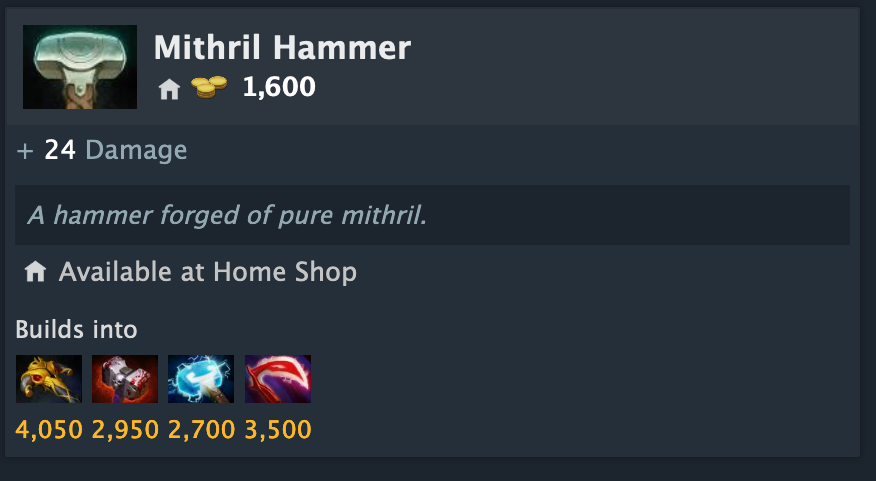 Mithril Hammer
1,600
+ 24 Damage
A hammer forged of pure mithril.
Available at Home Shop
Builds into
4,050 2,950 2,700 3,500